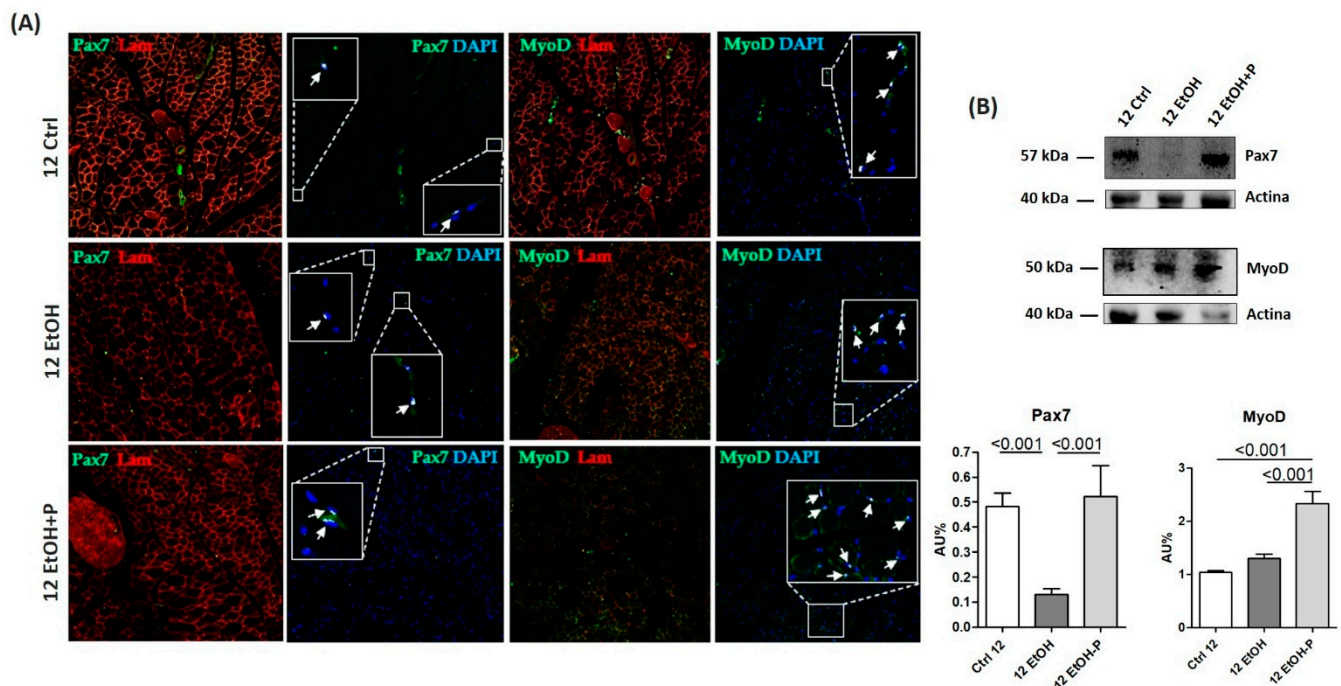 (A)
Pax7 Lam
Pax7 DAPI
MyoD Lam
MyoD DAPI
12 Ctrl
Pax7 Lam
Pax7 DAPI
MyoD Lam
MyoD DAPI
12 EtOH
Pax7 Lam
Pax7 DAPI
MyoD Lam
MyoD DAPI
12 EtOH+P
(B)
12 Ctrl
12 EtOH
12 EtOH+P
57 kDa
Pax7
40 kDa
Actina
50 kDa
MyoD
40 kDa
Actina
Pax7
<0.001
<0.001
0.7
0.6
0.5
0.4
0.3
0.2
0.1
0.0
AU%
Ctrl 12
12 EtOH
12 EtOH-P
MyoD
<0.001
<0.001
3
2
1
0
AU%
Ctrl 12
12 EtOH
12 EtOH-P